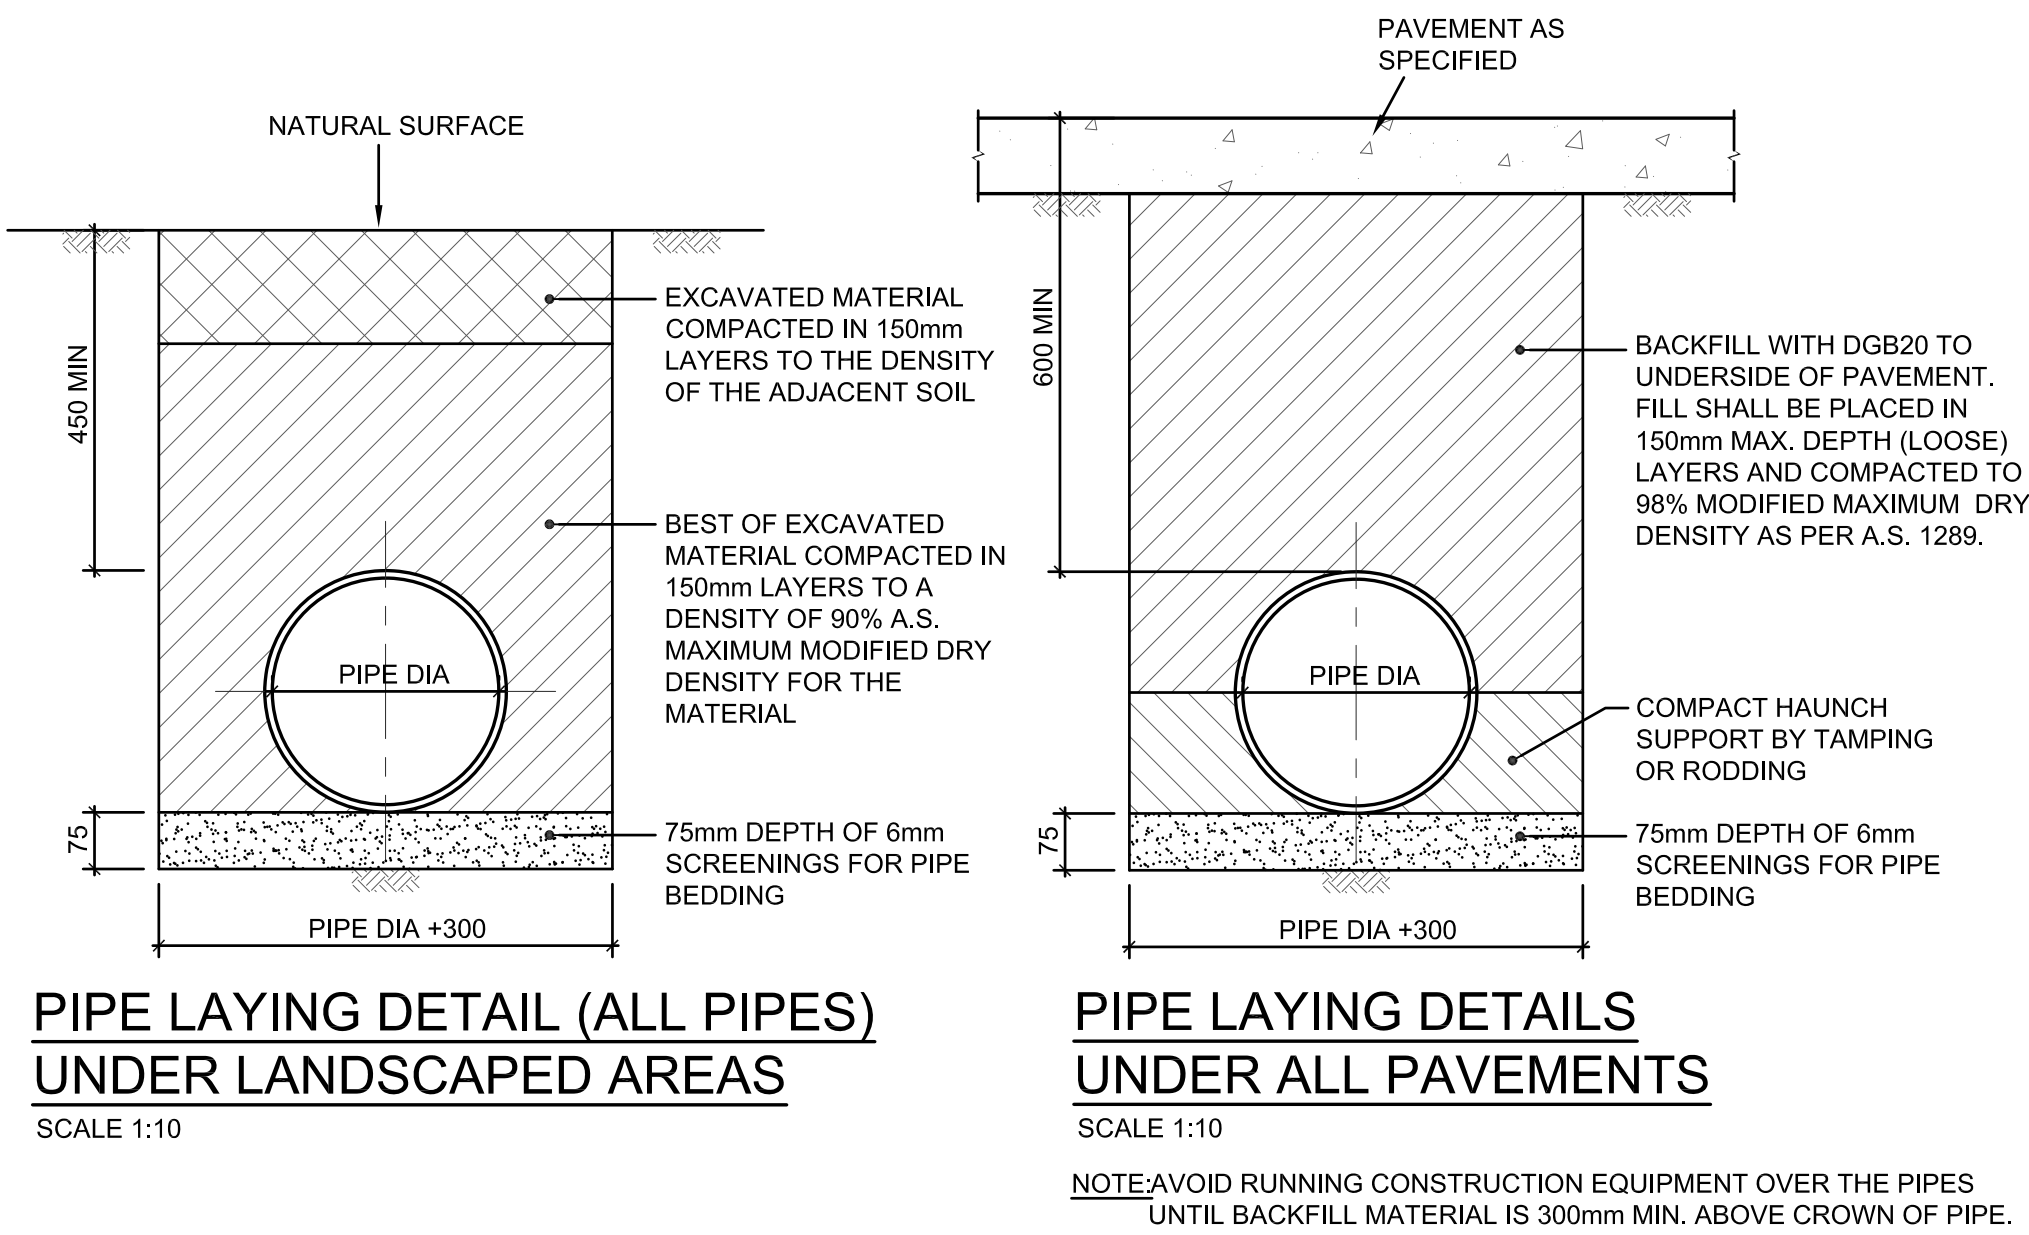 NATURAL SURFACE
450 MIN
EXCAVATED MATERIAL
COMPACTED IN 150mm
LAYERS TO THE DENSITY
OF THE ADJACENT SOIL
BEST OF EXCAVATED
MATERIAL COMPACTED IN
150mm LAYERS TO A
DENSITY OF 90% A.S.
MAXIMUM MODIFIED DRY
DENSITY FOR THE
MATERIAL
PIPE DIA
75
75mm DEPTH OF 6mm
SCREENINGS FOR PIPE
BEDDING
PIPE DIA +300
PIPE LAYING DETAIL (ALL PIPES)
UNDER LANDSCAPED AREAS
SCALE 1:10
PAVEMENT AS
SPECIFIED
600 MIN
BACKFILL WITH DGB20 TO
UNDERSIDE OF PAVEMENT.
FILL SHALL BE PLACED IN
150mm MAX. DEPTH (LOOSE)
LAYERS AND COMPACTED TO
98% MODIFIED MAXIMUM DRY
DENSITY AS PER A.S. 1289.
PIPE DIA
COMPACT HAUNCH
SUPPORT BY TAMPING
OR RODDING
75
75mm DEPTH OF 6mm
SCREENINGS FOR PIPE
BEDDING
PIPE DIA +300
PIPE LAYING DETAILS
UNDER ALL PAVEMENTS
SCALE 1:10
NOTE:AVOID RUNNING CONSTRUCTION EQUIPMENT OVER THE PIPES
UNTIL BACKFILL MATERIAL IS 300mm MIN. ABOVE CROWN OF PIPE.